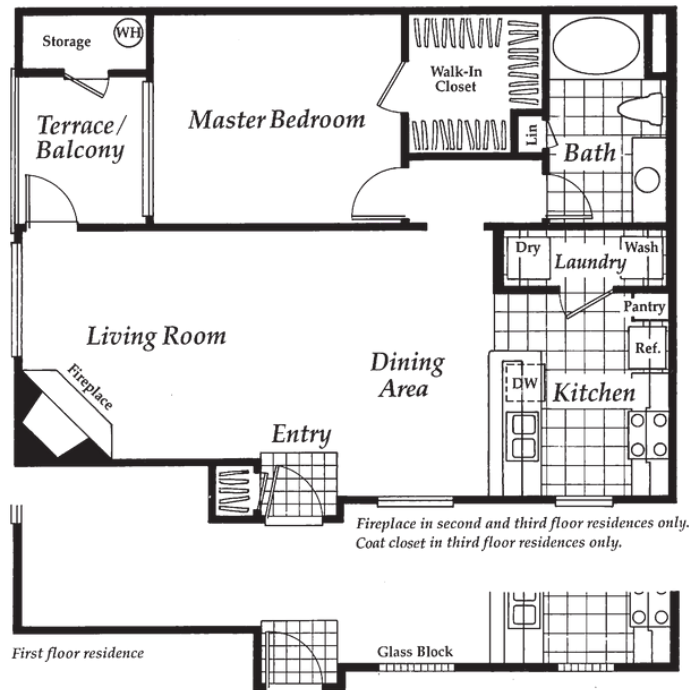 Storage
WH
Walk-In
Closet
Terrace/
Balcony
Master Bedroom
Lin
Bath
Dry
Wash
Laundry
Pantry
Living Room
Ref.
Dining
Area
Fireplace
DW
Kitchen
Entry
Fireplace in second and third floor residences only.
Coat closet in third floor residences only.
First floor residence
Glass Block